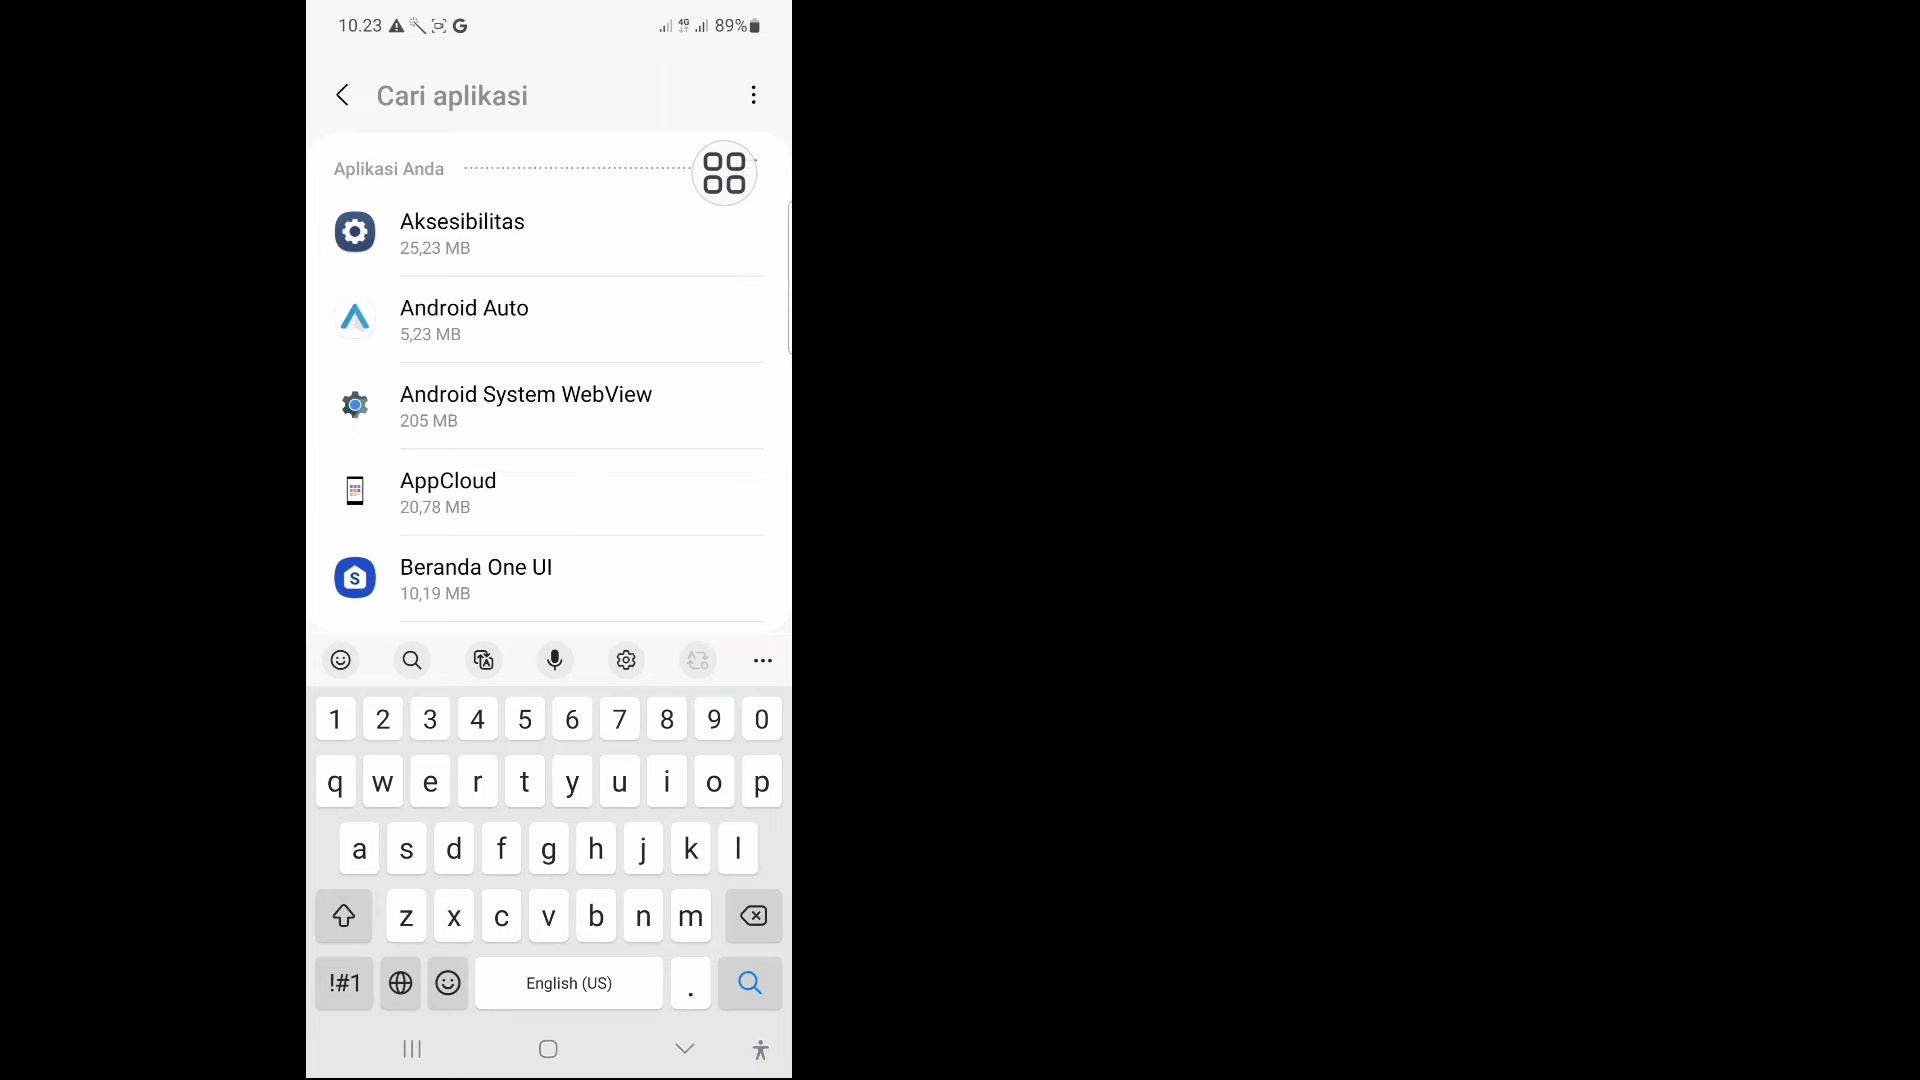 10.23 4G 89%
Cari aplikasi
Aplikasi Anda
Aksesibilitas
25,23 MB
Android Auto
5,23 MB
Android System WebView
205 MB
AppCloud
20,78 MB
Beranda One UI
10,19 MB
1 2 3 4 5 6 7 8 9 0
q w e r t y u i o p
a s d f g h j k l
z x c v b n m
!#1 English (US) .